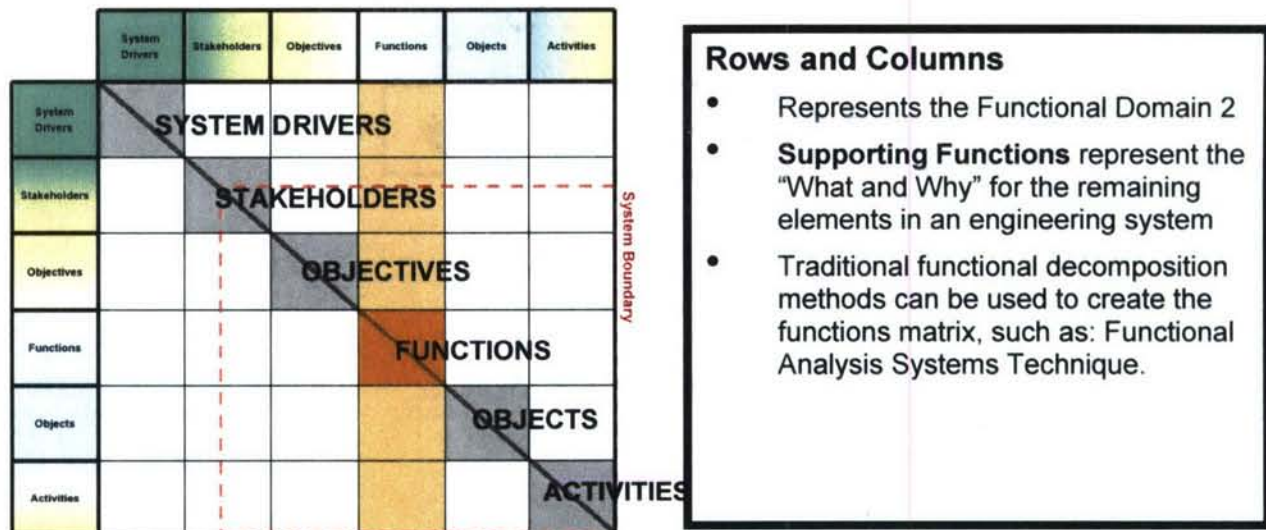 System Drivers Stakeholders Objectives Functions Objects Activities
System Drivers
SYSTEM DRIVERS
Stakeholders
STAKEHOLDERS
Objectives
OBJECTIVES
Functions
FUNCTIONS
Objects
OBJECTS
Activities
ACTIVITIES
System Boundary
Rows and Columns
• Represents the Functional Domain 2
• Supporting Functions represent the
“What and Why” for the remaining
elements in an engineering system
• Traditional functional decomposition
methods can be used to create the
functions matrix, such as: Functional
Analysis Systems Technique.